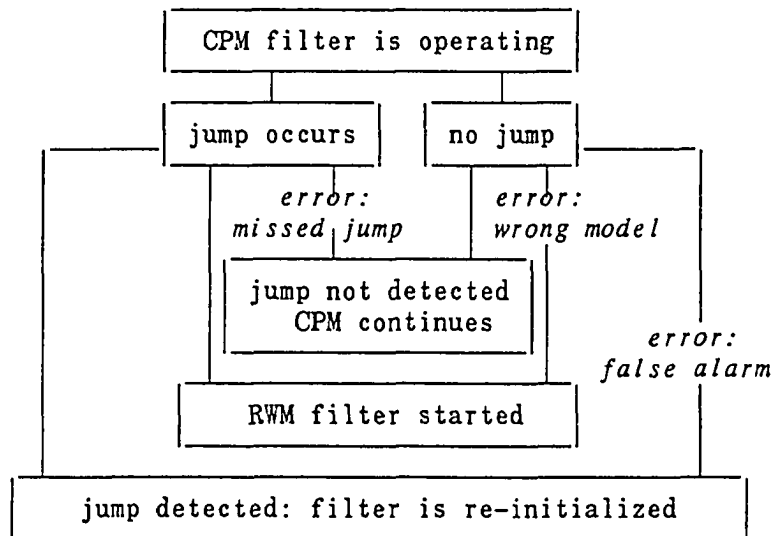 CPM filter is operating
jump occurs
no jump
error:
missed jump
error:
wrong model
jump not detected
CPM continues
error:
false alarm
RWM filter started
jump detected: filter is re-initialized